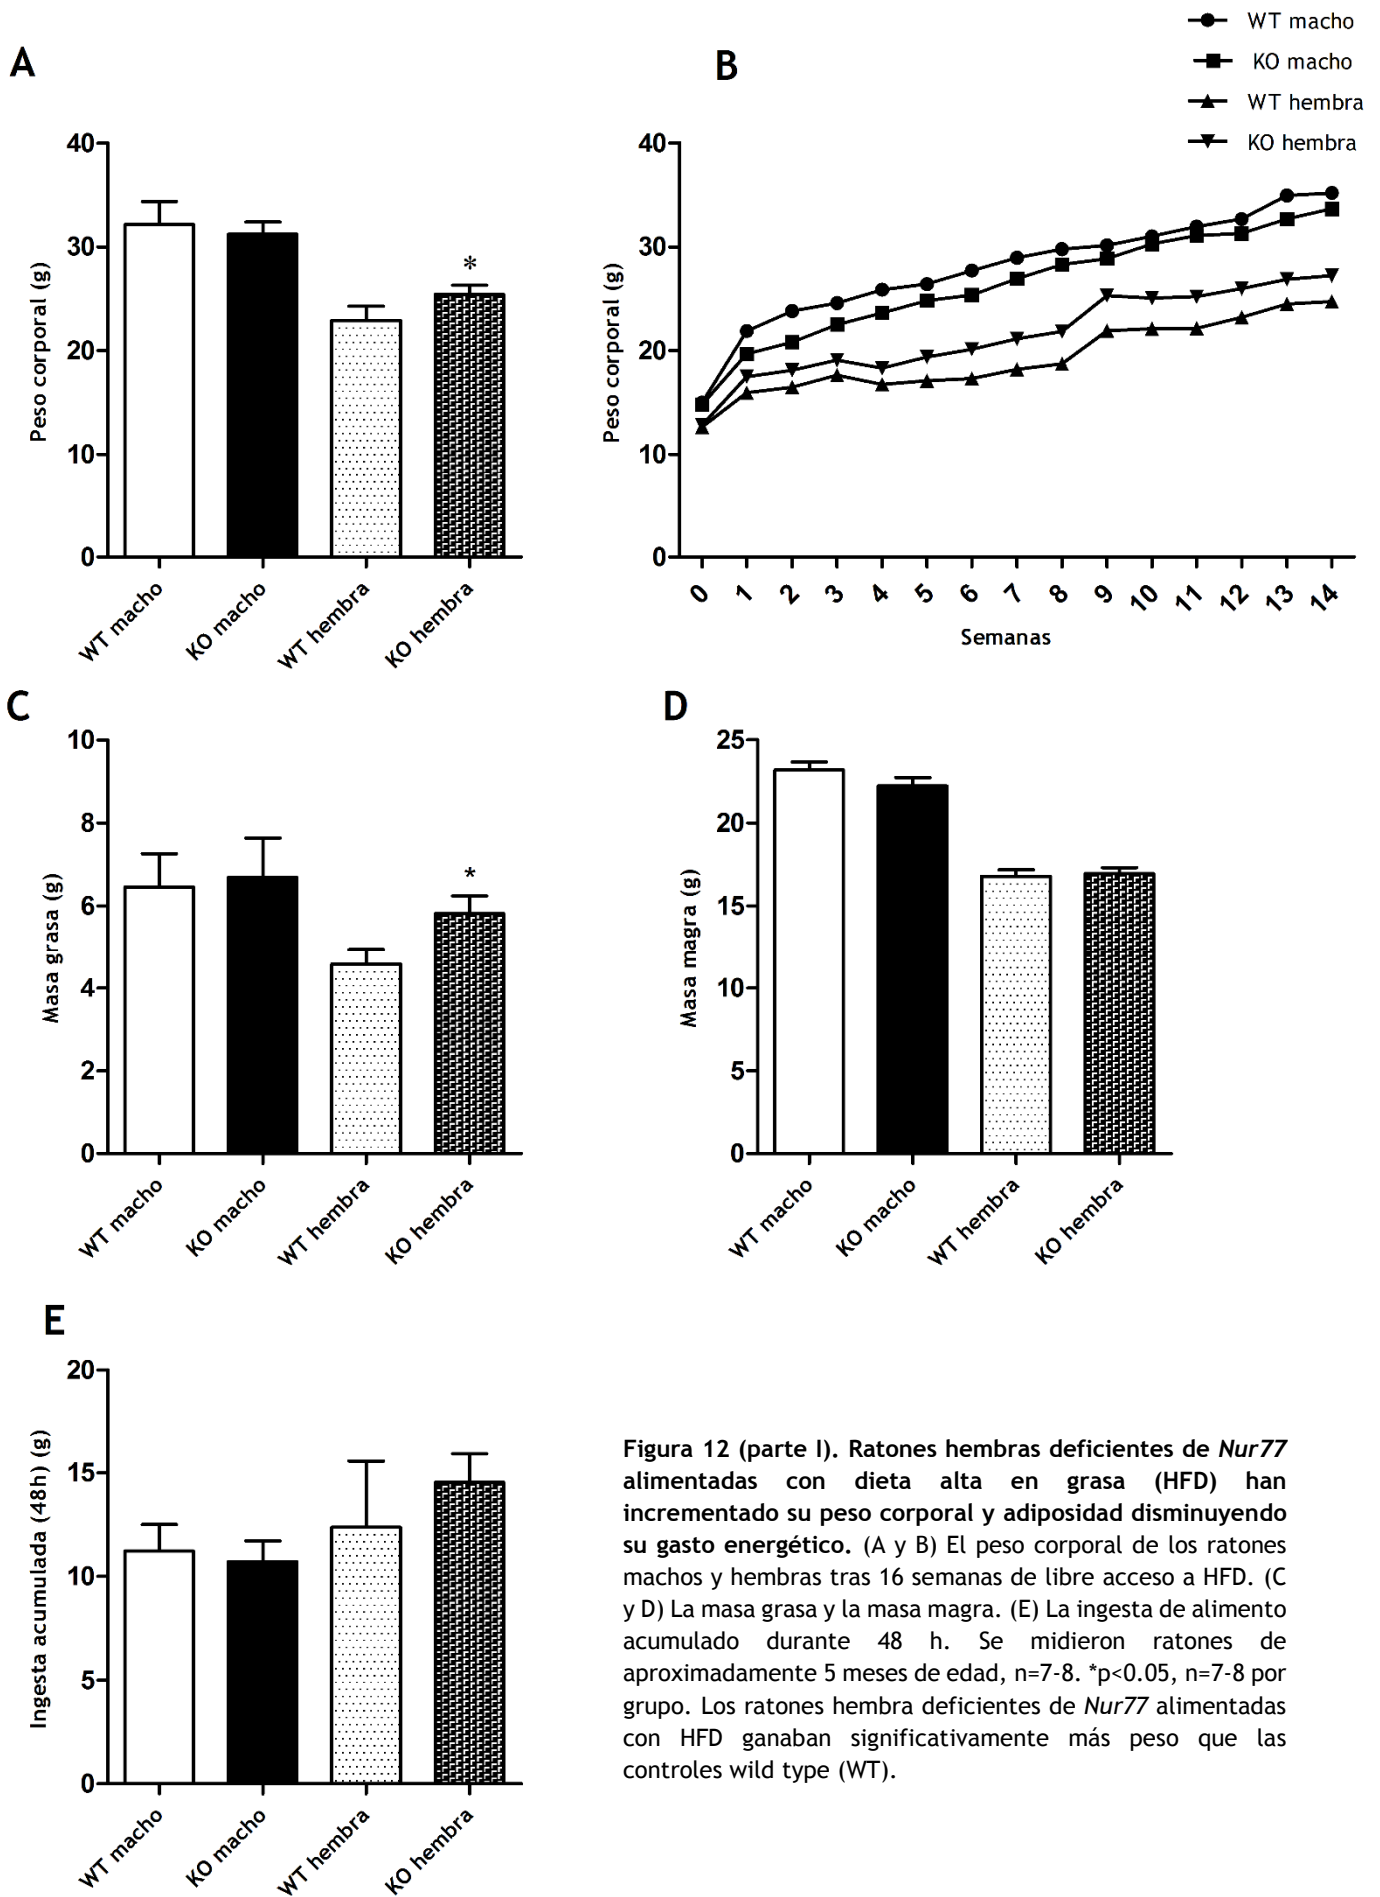 WT macho
KO macho
WT hembra
KO hembra
A
40
30
20
10
0
Peso corporal (g)
*
WT macho
KO macho
WT hembra
KO hembra
B
40
30
20
10
0
Peso corporal (g)
0 1 2 3 4 5 6 7 8 9 10 11 12 13 14
Semanas
C
10
8
6
4
2
0
Masa grasa (g)
*
WT macho
KO macho
WT hembra
KO hembra
D
25
20
15
10
5
0
Masa magra (g)
WT macho
KO macho
WT hembra
KO hembra
E
20
15
10
5
0
Ingesta acumulada (48h) (g)
WT macho
KO macho
WT hembra
KO hembra
Figura 12 (parte I). Ratones hembras deficientes de Nur77
alimentadas con dieta alta en grasa (HFD) han
incrementado su peso corporal y adiposidad disminuyendo
su gasto energético. (A y B) El peso corporal de los ratones
machos y hembras tras 16 semanas de libre acceso a HFD. (C
y D) La masa grasa y la masa magra. (E) La ingesta de alimento
acumulado durante 48 h. Se midieron ratones de
aproximadamente 5 meses de edad, n=7-8. *p<0.05, n=7-8 por
grupo. Los ratones hembra deficientes de Nur77 alimentadas
con HFD ganaban significativamente más peso que las
controles wild type (WT).